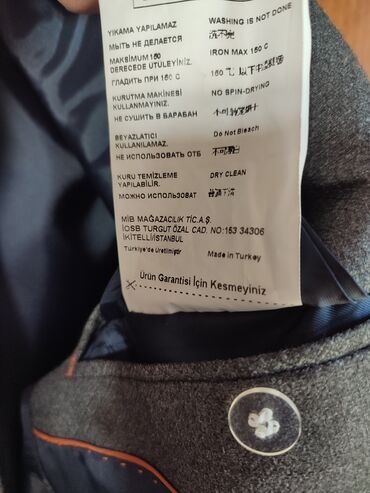 YIKAMA YAPILAMAZ
WASHING IS NOT DONE
МЫТЬ НЕ ДЕЛАЕТСЯ
MAKSİMUM 150
DERECEDE ÜTÜLEYİNİZ.
IRON MAX 150 C
ГЛАДИТЬ ПРИ 150 C
KURUTMA MAKİNESİ
KULLANMAYINIZ.
NO SPIN-DRYING
НЕ СУШИТЬ В БАРАБАН
BEYAZLATICI
KULLANILAMAZ.
Do Not Bleach
НЕ ИСПОЛЬЗОВАТЬ ОТБ
KURU TEMİZLEME
YAPILABİLİR.
DRY CLEAN
МОЖНО ИСПОЛЬЗОВАТ
MİB MAĞAZACILIK TİC.A.Ş.
İOSB TURGUT ÖZAL CAD. NO:153 34306
İKİTELLİ/İSTANBUL
Türkiye'de Üretilmiştir
Made in Turkey
Ürün Garantisi İçin Kesmeyiniz